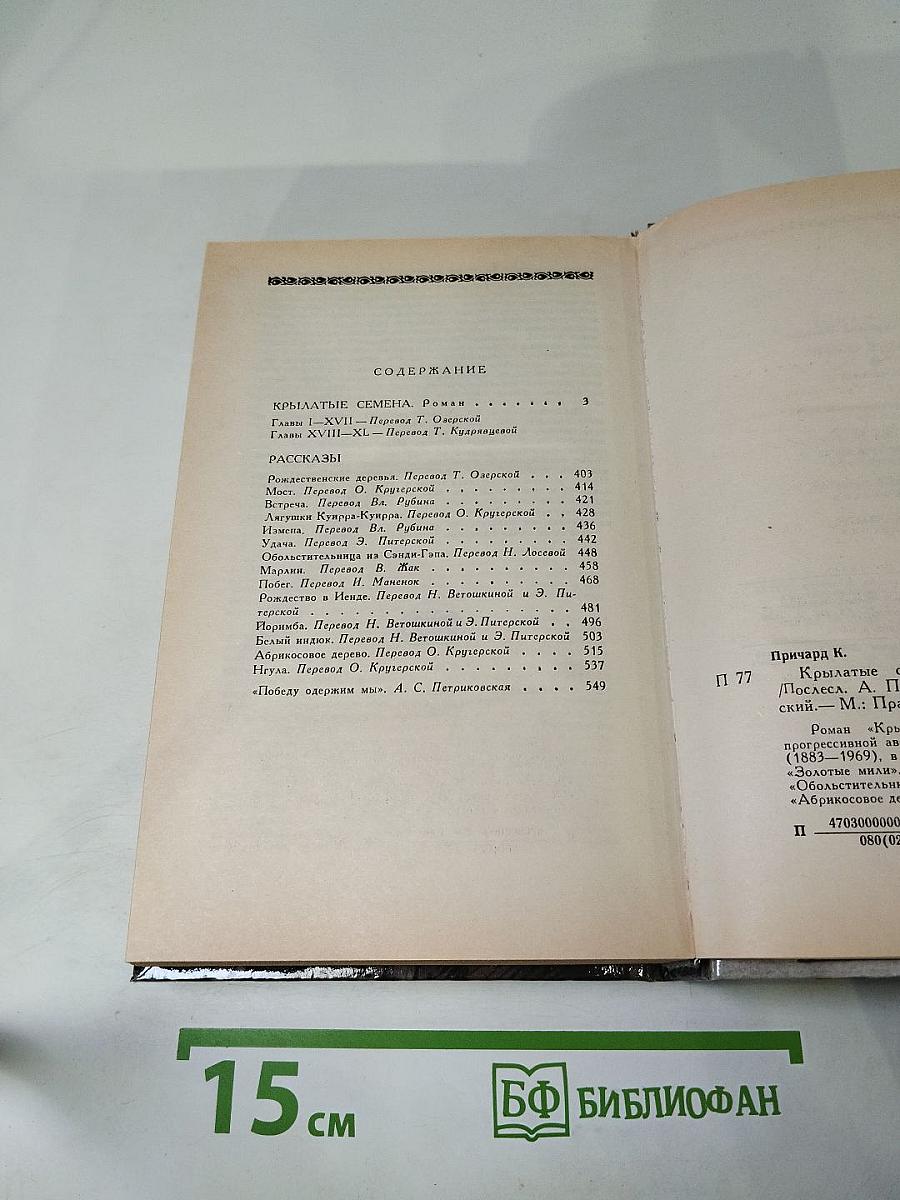 СОДЕРЖАНИЕ
КРЫЛАТЫЕ СЕМЕНА. Роман . . . . . . . 3
Главы I—XVII — Перевод Т. Озерской
Главы XVIII—XL — Перевод Т. Кудрявцевой
РАССКАЗЫ
Рождественские деревья. Перевод Т. Озерской . . . 403
Мост. Перевод О. Кругерской . . . . . . . . . 414
Встреча. Перевод Вл. Рубина . . . . . . . . . 421
Лягушки Куирра-Куирра. Перевод О. Кругерской . . 428
Измена. Перевод Вл. Рубина . . . . . . . . . 436
Удача. Перевод Э. Питерской . . . . . . . . . 442
Обольстительница из Сэнди-Гэпа. Перевод Н. Лосевой 448
Марлин. Перевод В. Жак . . . . . . . . . . 458
Побег. Перевод И. Маненок . . . . . . . . . . 468
Рождество в Иенде. Перевод Н. Ветошкиной и Э. Пи-
терской . . . . . . . . . . . . . . . . . . 481
Йоримба. Перевод Н. Ветошкиной и Э. Питерской . . 496
Белый индюк. Перевод Н. Ветошкиной и Э. Питерской 503
Абрикосовое дерево. Перевод О. Кругерской . . . . 515
Нгула. Перевод О. Кругерской . . . . . . . . . 537
«Победу одержим мы». А. С. Петриковская . . . . 549
Причард К.
П 77
Крылатые с
/Послесл. А. П
ский.— М.: Пра
Роман «Кры
прогрессивной ав
(1883—1969), в
«Золотые мили».
«Обольстительни
«Абрикосовое де
П 4703000000
080(02
15 см
БФ БИБЛИОФАН